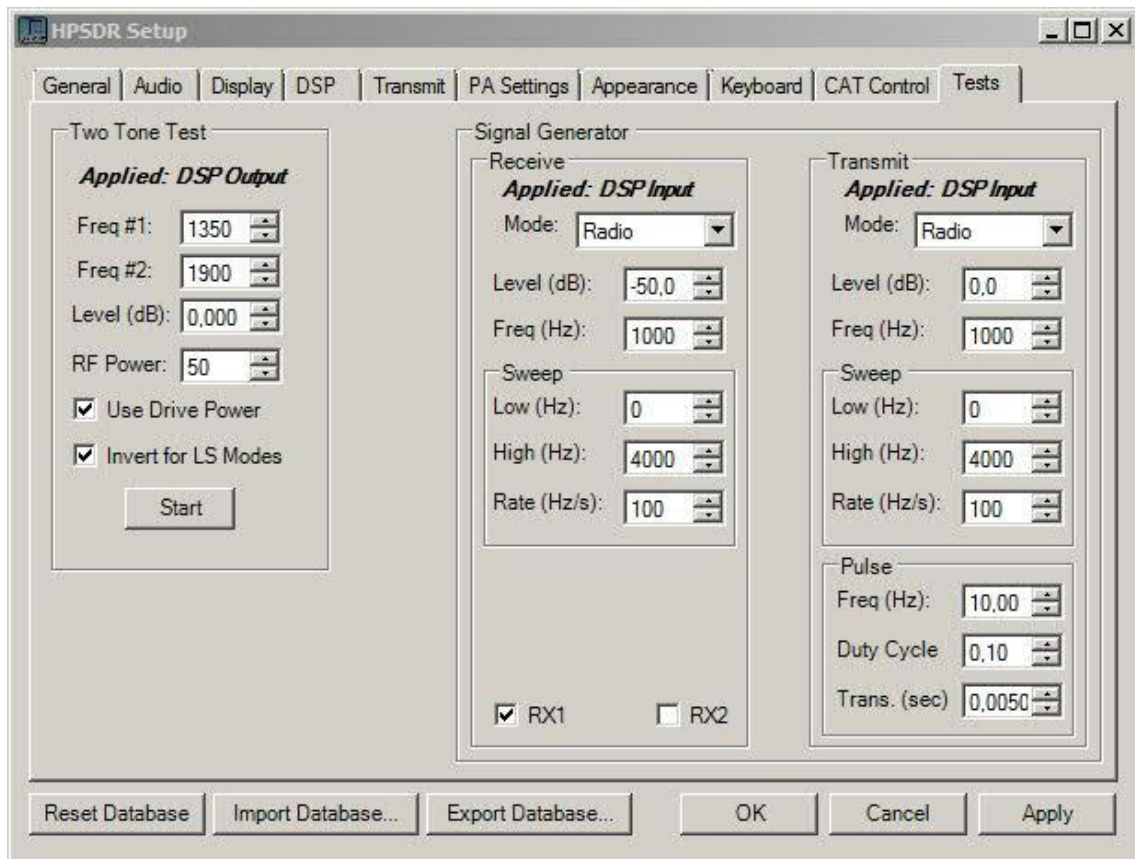 HPSDR Setup
General Audio Display DSP Transmit PA Settings Appearance Keyboard CAT Control Tests
Two Tone Test
Applied: DSP Output
Freq #1: 1350
Freq #2: 1900
Level (dB): 0,000
RF Power: 50
Use Drive Power
Invert for LS Modes
Start
Signal Generator
Receive
Applied: DSP Input
Mode: Radio
Level (dB): -50,0
Freq (Hz): 1000
Sweep
Low (Hz): 0
High (Hz): 4000
Rate (Hz/s): 100
RX1 RX2
Transmit
Applied: DSP Input
Mode: Radio
Level (dB): 0,0
Freq (Hz): 1000
Sweep
Low (Hz): 0
High (Hz): 4000
Rate (Hz/s): 100
Pulse
Freq (Hz): 10,00
Duty Cycle 0,10
Trans. (sec) 0,0050
Reset Database Import Database... Export Database... OK Cancel Apply